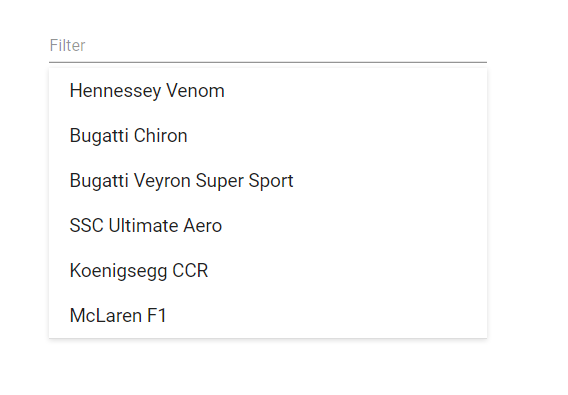 Filter
Hennessey Venom
Bugatti Chiron
Bugatti Veyron Super Sport
SSC Ultimate Aero
Koenigsegg CCR
McLaren F1